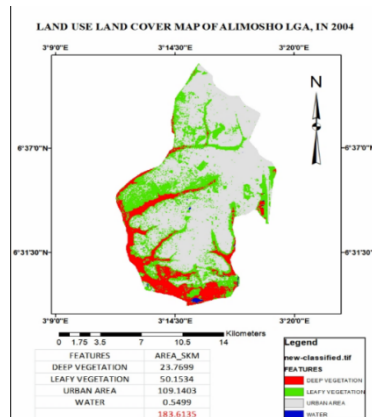 LAND USE LAND COVER MAP OF ALIMOSHO LGA, IN 2004
3°9'0"E 3°14'30"E 3°20'0"E
N
6°37'0"N 6°37'0"N
6°31'30"N 6°31'30"N
3°9'0"E 3°14'30"E 3°20'0"E
Kilometers
0 1.75 3.5 7 10.5 14
FEATURES AREA_SKM
DEEP VEGETATION 23.7699
LEAFY VEGETATION 50.1534
URBAN AREA 109.1403
WATER 0.5499
183.6135
Legend
new-classified.tif
FEATURES
DEEP VEGETATION
LEAFY VEGETATION
URBAN AREA
WATER